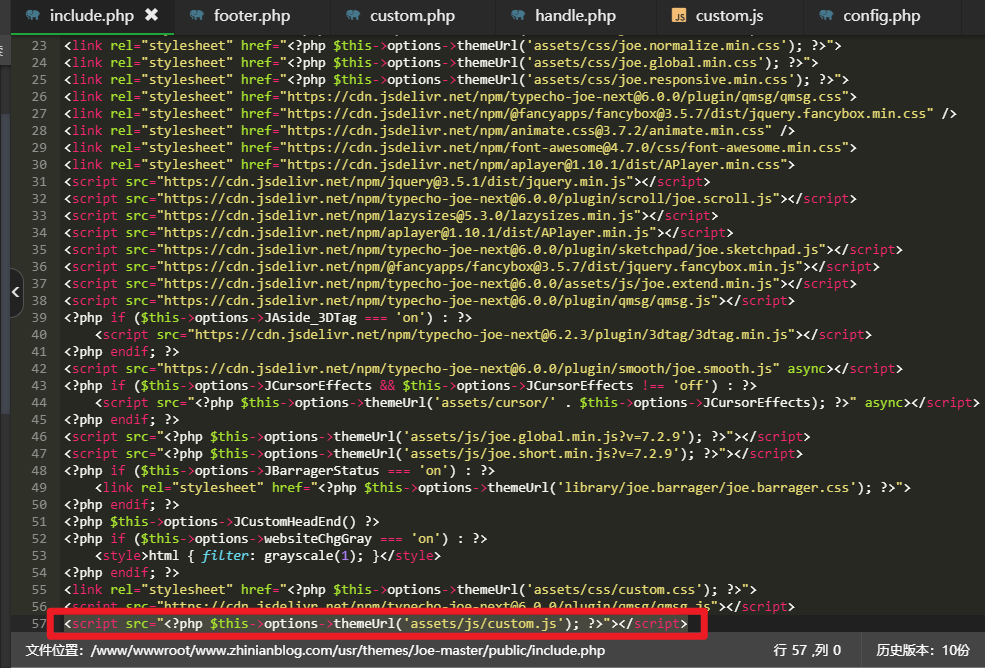 include.php ✖ footer.php custom.php handle.php JS custom.js config.php
23 <link rel="stylesheet" href="<?php $this->options->themeUrl('assets/css/joe.normalize.min.css'); ?>">
24 <link rel="stylesheet" href="<?php $this->options->themeUrl('assets/css/joe.global.min.css'); ?>">
25 <link rel="stylesheet" href="<?php $this->options->themeUrl('assets/css/joe.responsive.min.css'); ?>">
26 <link rel="stylesheet" href="https://cdn.jsdelivr.net/npm/typecho-joe-next@6.0.0/plugin/qmsg/qmsg.css">
27 <link rel="stylesheet" href="https://cdn.jsdelivr.net/npm/@fancyapps/fancybox@3.5.7/dist/jquery.fancybox.min.css" />
28 <link rel="stylesheet" href="https://cdn.jsdelivr.net/npm/animate.css@3.7.2/animate.min.css" />
29 <link rel="stylesheet" href="https://cdn.jsdelivr.net/npm/font-awesome@4.7.0/css/font-awesome.min.css">
30 <link rel="stylesheet" href="https://cdn.jsdelivr.net/npm/aplayer@1.10.1/dist/APlayer.min.css">
31 <script src="https://cdn.jsdelivr.net/npm/jquery@3.5.1/dist/jquery.min.js"></script>
32 <script src="https://cdn.jsdelivr.net/npm/typecho-joe-next@6.0.0/plugin/scroll/joe.scroll.js"></script>
33 <script src="https://cdn.jsdelivr.net/npm/lazysizes@5.3.0/lazysizes.min.js"></script>
34 <script src="https://cdn.jsdelivr.net/npm/aplayer@1.10.1/dist/APlayer.min.js"></script>
35 <script src="https://cdn.jsdelivr.net/npm/typecho-joe-next@6.0.0/plugin/sketchpad/joe.sketchpad.js"></script>
36 <script src="https://cdn.jsdelivr.net/npm/@fancyapps/fancybox@3.5.7/dist/jquery.fancybox.min.js"></script>
37 <script src="https://cdn.jsdelivr.net/npm/typecho-joe-next@6.0.0/assets/js/joe.extend.min.js"></script>
38 <script src="https://cdn.jsdelivr.net/npm/typecho-joe-next@6.0.0/plugin/qmsg/qmsg.js"></script>
39 <?php if ($this->options->JAside_3DTag === 'on') : ?>
40 <script src="https://cdn.jsdelivr.net/npm/typecho-joe-next@6.2.3/plugin/3dtag/3dtag.min.js"></script>
41 <?php endif; ?>
42 <script src="https://cdn.jsdelivr.net/npm/typecho-joe-next@6.0.0/plugin/smooth/joe.smooth.js" async></script>
43 <?php if ($this->options->JCursorEffects && $this->options->JCursorEffects !== 'off') : ?>
44 <script src="<?php $this->options->themeUrl('assets/cursor/' . $this->options->JCursorEffects); ?>" async></script>
45 <?php endif; ?>
46 <script src="<?php $this->options->themeUrl('assets/js/joe.global.min.js?v=7.2.9'); ?>"></script>
47 <script src="<?php $this->options->themeUrl('assets/js/joe.short.min.js?v=7.2.9'); ?>"></script>
48 <?php if ($this->options->JBarragerStatus === 'on') : ?>
49 <link rel="stylesheet" href="<?php $this->options->themeUrl('library/joe.barrager/joe.barrager.css'); ?>">
50 <?php endif; ?>
51 <?php $this->options->JCustomHeadEnd() ?>
52 <?php if ($this->options->websiteChgGray === 'on') : ?>
53 <style>html { filter: grayscale(1); }</style>
54 <?php endif; ?>
55 <link rel="stylesheet" href="<?php $this->options->themeUrl('assets/css/custom.css'); ?>">
56 <script src="https://cdn.jsdelivr.net/npm/typecho-joe-next@6.0.0/plugin/qmsg/qmsg.js"></script>
57 <script src="<?php $this->options->themeUrl('assets/js/custom.js'); ?>"></script>
文件位置: /www/wwwroot/www.zhinianblog.com/usr/themes/Joe-master/public/include.php 行 57 ,列 0 历史版本: 10份